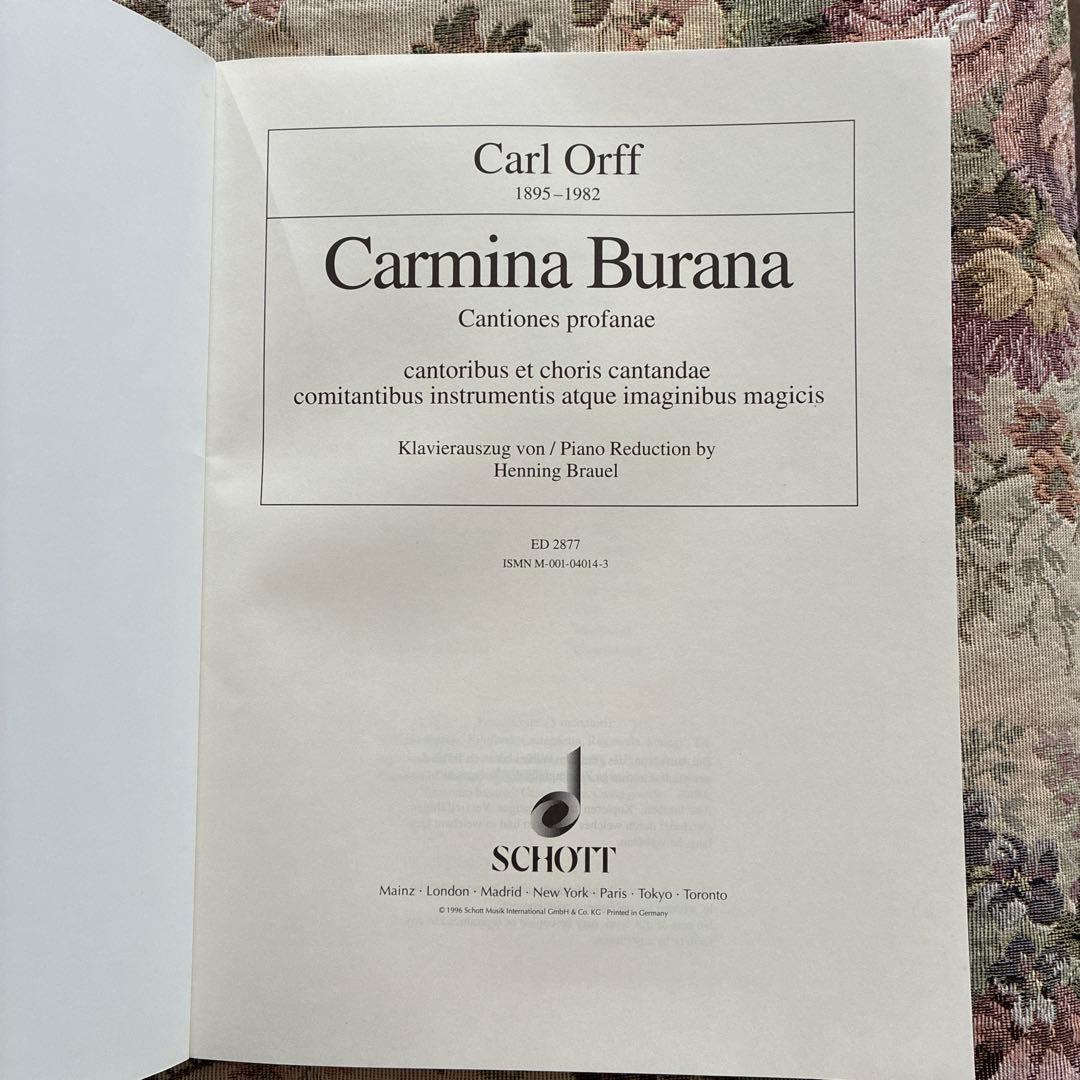 Carl Orff
1895–1982
Carmina Burana
Cantiones profanae
cantoribus et choris cantandae
comitantibus instrumentis atque imaginibus magicis
Klavierauszug von / Piano Reduction by
Henning Brauel
ED 2877
ISMN M-001-04014-3
SCHOTT
Mainz · London · Madrid · New York · Paris · Tokyo · Toronto
© 1996 Schott Musik International GmbH & Co. KG · Printed in Germany